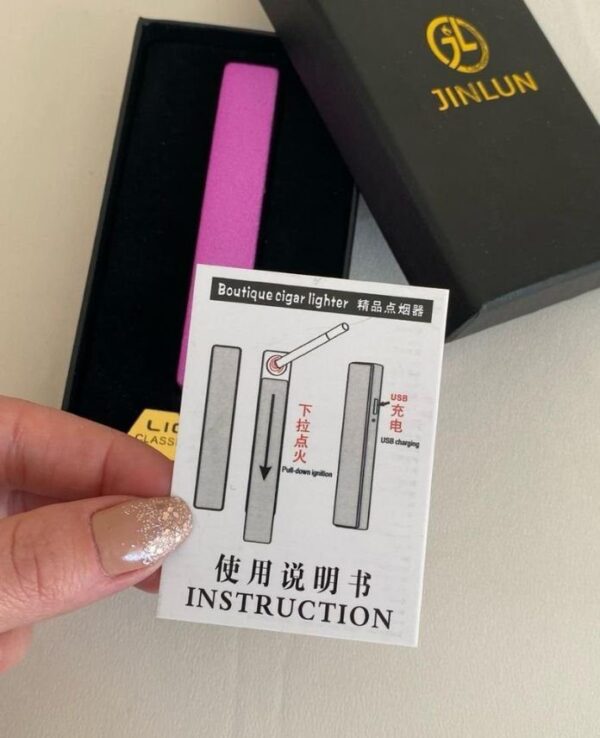 JL
JINLUN
Boutique cigar lighter 精品点烟器
下拉点火
Pull-down ignition
USB
充电
USB charging
使用说明书
INSTRUCTION